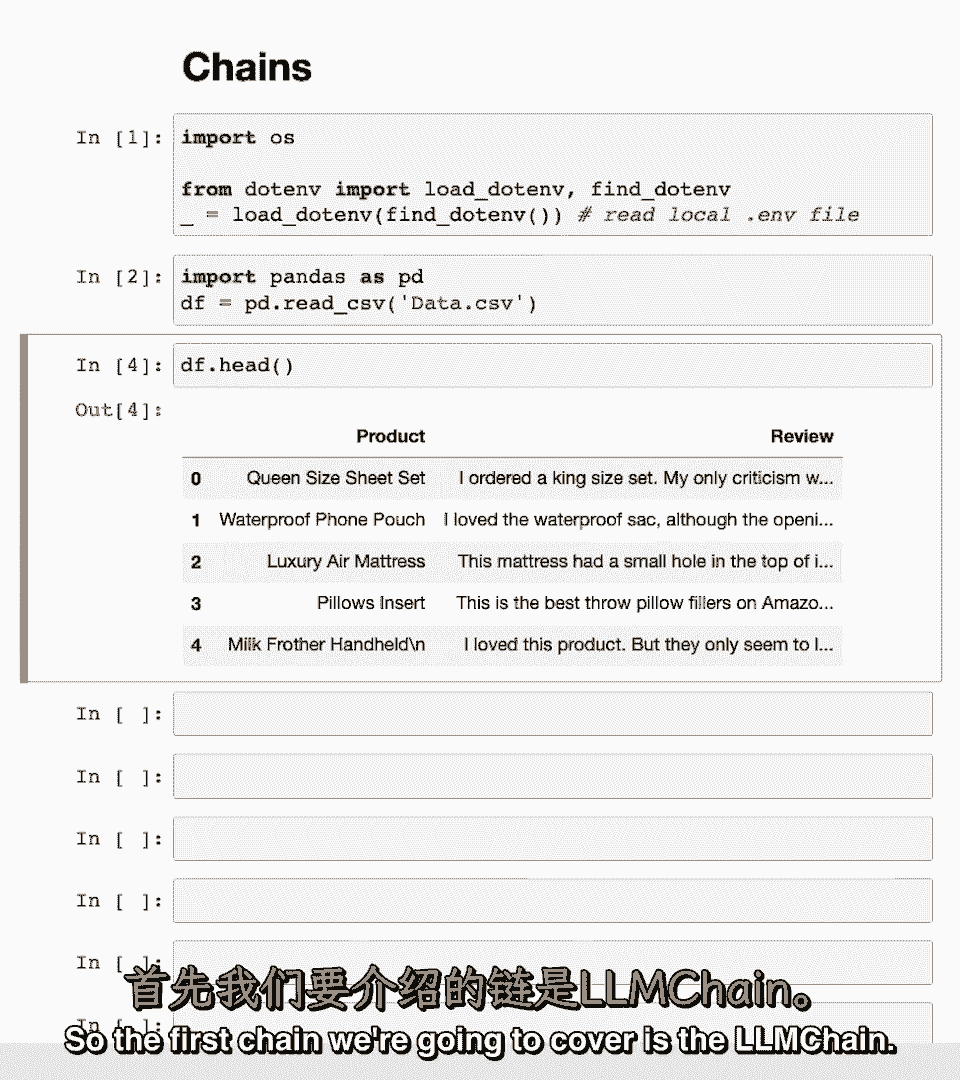 Chains
In [1]: import os
from dotenv import load_dotenv, find_dotenv
_ = load_dotenv(find_dotenv()) # read local .env file
In [2]: import pandas as pd
df = pd.read_csv('Data.csv')
In [4]: df.head()
Out[4]:
Product Review
0 Queen Size Sheet Set I ordered a king size set. My only criticism w...
1 Waterproof Phone Pouch I loved the waterproof sac, although the openi...
2 Luxury Air Mattress This mattress had a small hole in the top of i...
3 Pillows Insert This is the best throw pillow fillers on Amazo...
4 Milk Frother Handheld\n I loved this product. But they only seem to l...
In [ ]:
In [ ]:
In [ ]:
In [ ]:
In [ ]:
首先我们要介绍的链是LLMChain。
In [ ]:
So the first chain we're going to cover is the LLMChain.